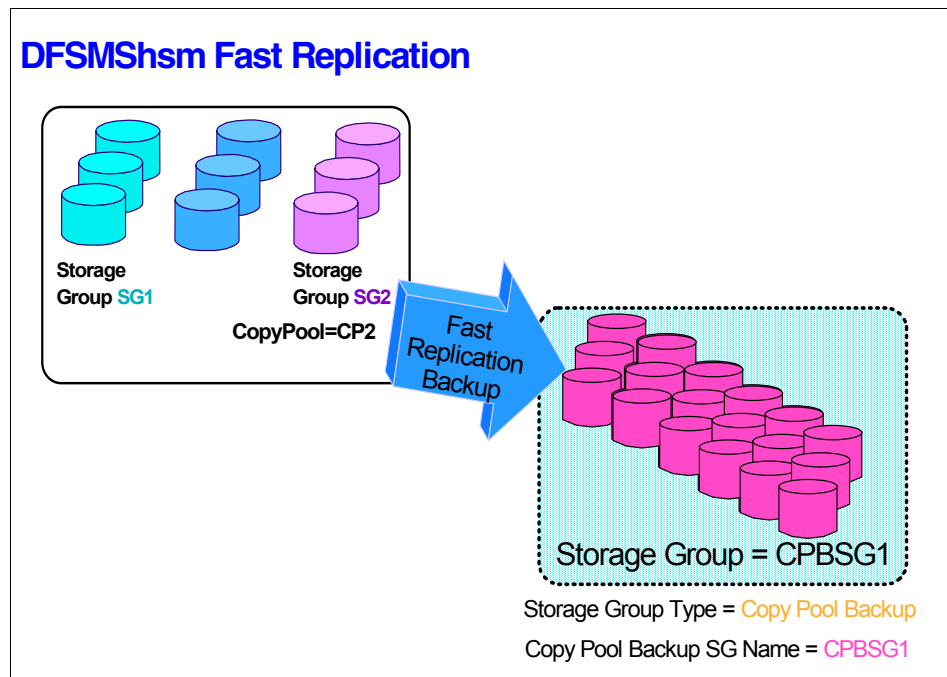 DFSMShsm Fast Replication
Storage
Group SG1
Storage
Group SG2
CopyPool=CP2
Fast
Replication
Backup
Storage Group = CPBSG1
Storage Group Type = Copy Pool Backup
Copy Pool Backup SG Name = CPBSG1